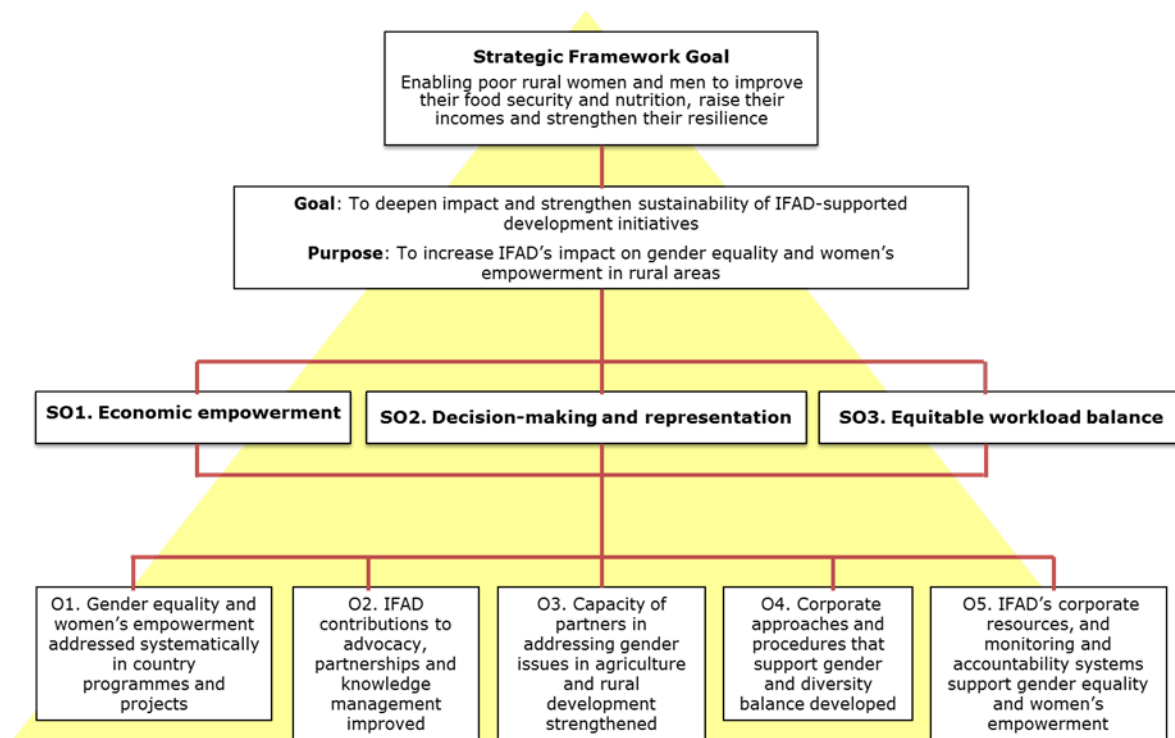 Strategic Framework Goal
Enabling poor rural women and men to improve
their food security and nutrition, raise their
incomes and strengthen their resilience
Goal: To deepen impact and strengthen sustainability of IFAD-supported
development initiatives
Purpose: To increase IFAD's impact on gender equality and women's
empowerment in rural areas
SO1. Economic empowerment
SO2. Decision-making and representation
SO3. Equitable workload balance
O1. Gender equality and
women's empowerment
addressed systematically
in country
programmes and
projects
O2. IFAD
contributions to
advocacy,
partnerships and
knowledge
management
improved
O3. Capacity of
partners in
addressing gender
issues in agriculture
and rural
development
strengthened
O4. Corporate
approaches and
procedures that
support gender
and diversity
balance developed
O5. IFAD's corporate
resources, and
monitoring and
accountability systems
support gender equality
and women's
empowerment